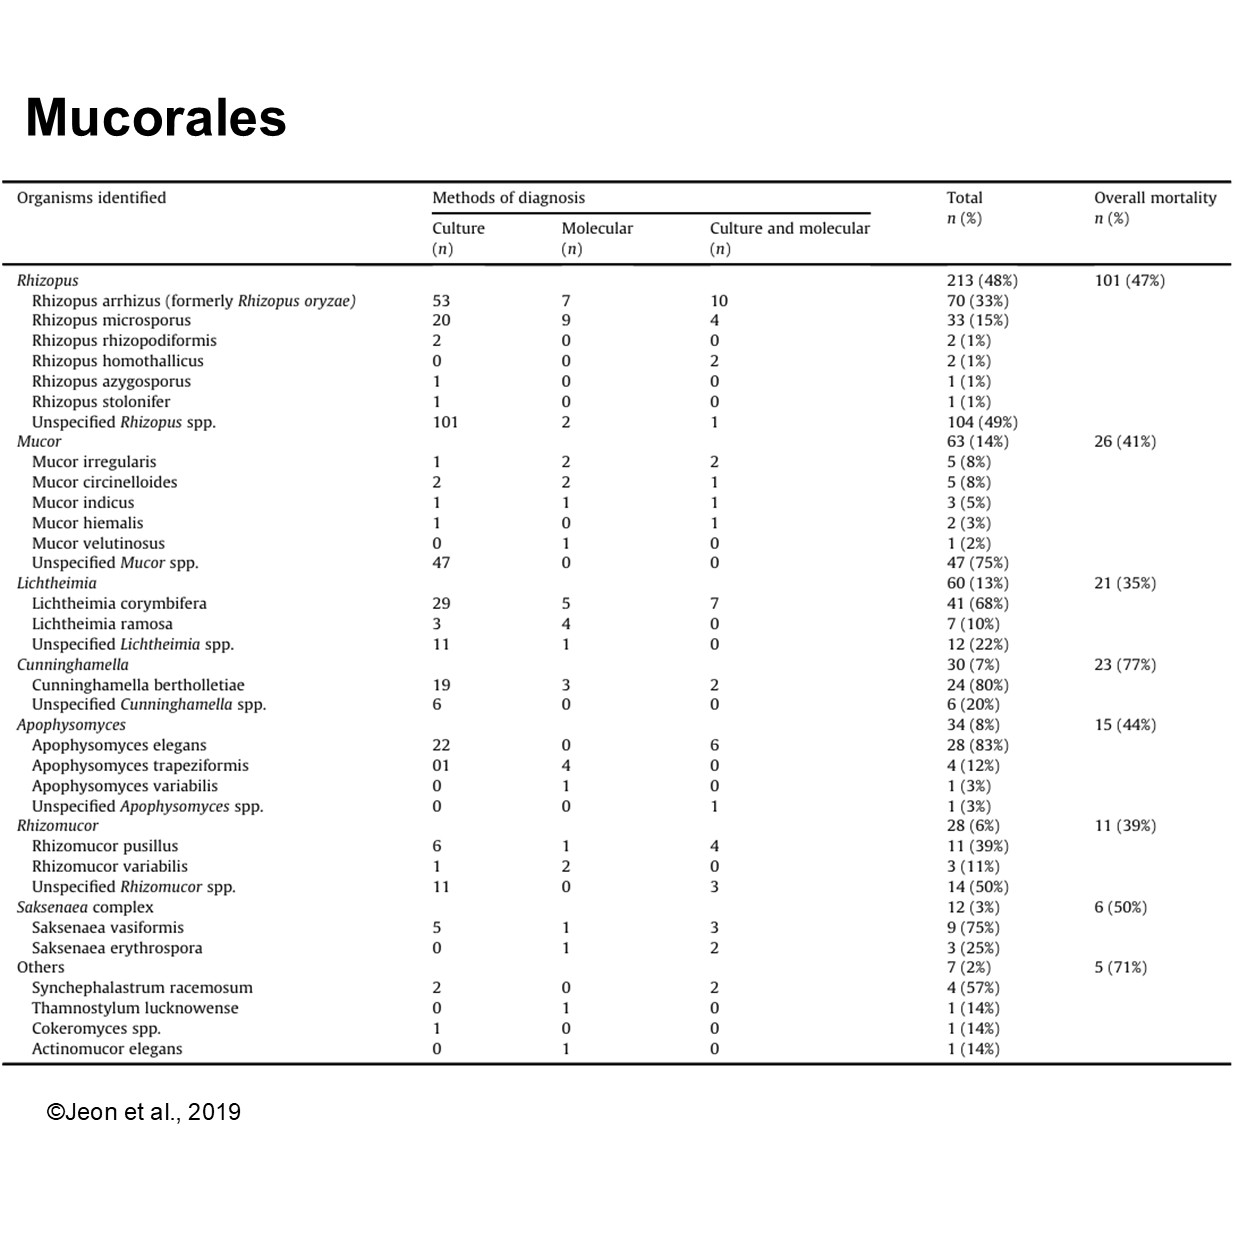 Mucorales
Organisms identified Methods of diagnosis Total Overall mortality
n (%) n (%)
Culture Molecular Culture and molecular
(n) (n) (n)
Rhizopus 213 (48%) 101 (47%)
Rhizopus arrhizus (formerly Rhizopus oryzae) 53 7 10 70 (33%)
Rhizopus microsporus 20 9 4 33 (15%)
Rhizopus rhizopodiformis 2 0 0 2 (1%)
Rhizopus homothallicus 0 0 2 2 (1%)
Rhizopus azygosporus 1 0 0 1 (1%)
Rhizopus stolonifer 1 0 0 1 (1%)
Unspecified Rhizopus spp. 101 2 1 104 (49%)
Mucor 63 (14%) 26 (41%)
Mucor irregularis 1 2 2 5 (8%)
Mucor circinelloides 2 2 1 5 (8%)
Mucor indicus 1 1 1 3 (5%)
Mucor hiemalis 1 0 1 2 (3%)
Mucor velutinosus 0 1 0 1 (2%)
Unspecified Mucor spp. 47 0 0 47 (75%)
Lichtheimia 60 (13%) 21 (35%)
Lichtheimia corymbifera 29 5 7 41 (68%)
Lichtheimia ramosa 3 4 0 7 (10%)
Unspecified Lichtheimia spp. 11 1 0 12 (22%)
Cunninghamella 30 (7%) 23 (77%)
Cunninghamella bertholletiae 19 3 2 24 (80%)
Unspecified Cunninghamella spp. 6 0 0 6 (20%)
Apophysomyces 34 (8%) 15 (44%)
Apophysomyces elegans 22 0 6 28 (83%)
Apophysomyces trapeziformis 01 4 0 4 (12%)
Apophysomyces variabilis 0 1 0 1 (3%)
Unspecified Apophysomyces spp. 0 0 1 1 (3%)
Rhizomucor 28 (6%) 11 (39%)
Rhizomucor pusillus 6 1 4 11 (39%)
Rhizomucor variabilis 1 2 0 3 (11%)
Unspecified Rhizomucor spp. 11 0 3 14 (50%)
Saksenaea complex 12 (3%) 6 (50%)
Saksenaea vasiformis 5 1 3 9 (75%)
Saksenaea erythrospora 0 1 2 3 (25%)
Others 7 (2%) 5 (71%)
Synchephalastrum racemosum 2 0 2 4 (57%)
Thamnostylum lucknowense 0 1 0 1 (14%)
Cokeromyces spp. 1 0 0 1 (14%)
Actinomucor elegans 0 1 0 1 (14%)
©Jeon et al., 2019